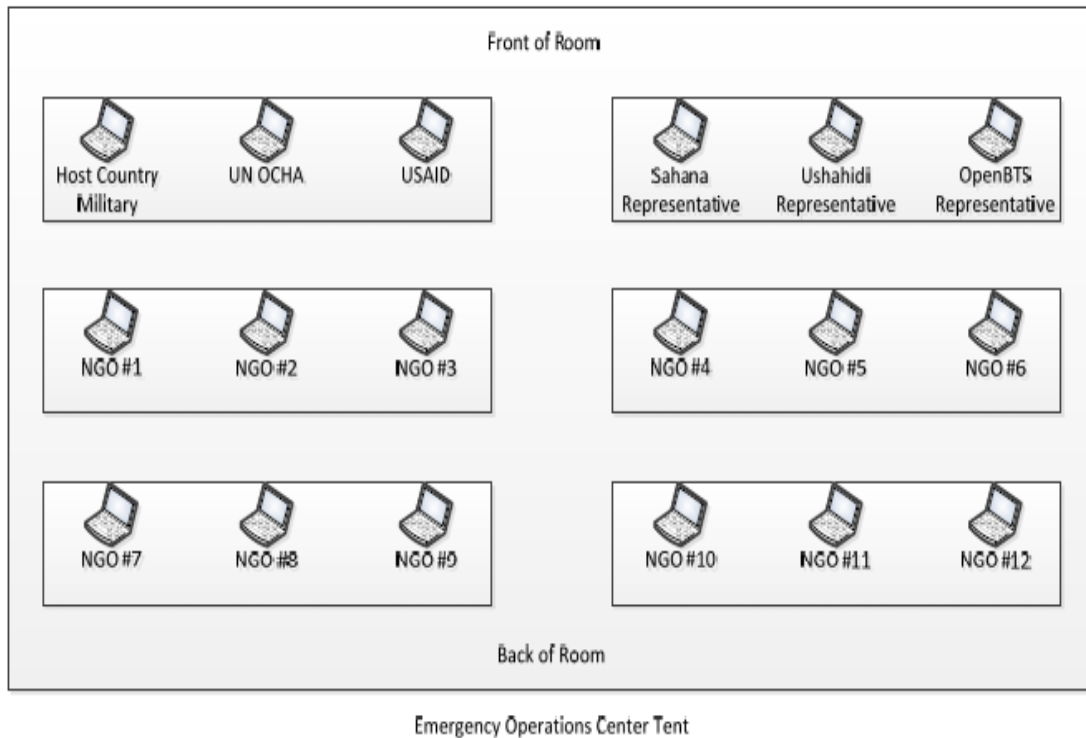 Front of Room
Host Country
Military
UN OCHA
USAID
Sahana
Representative
Ushahidi
Representative
OpenBTS
Representative
NGO #1
NGO #2
NGO #3
NGO #4
NGO #5
NGO #6
NGO #7
NGO #8
NGO #9
NGO #10
NGO #11
NGO #12
Back of Room
Emergency Operations Center Tent